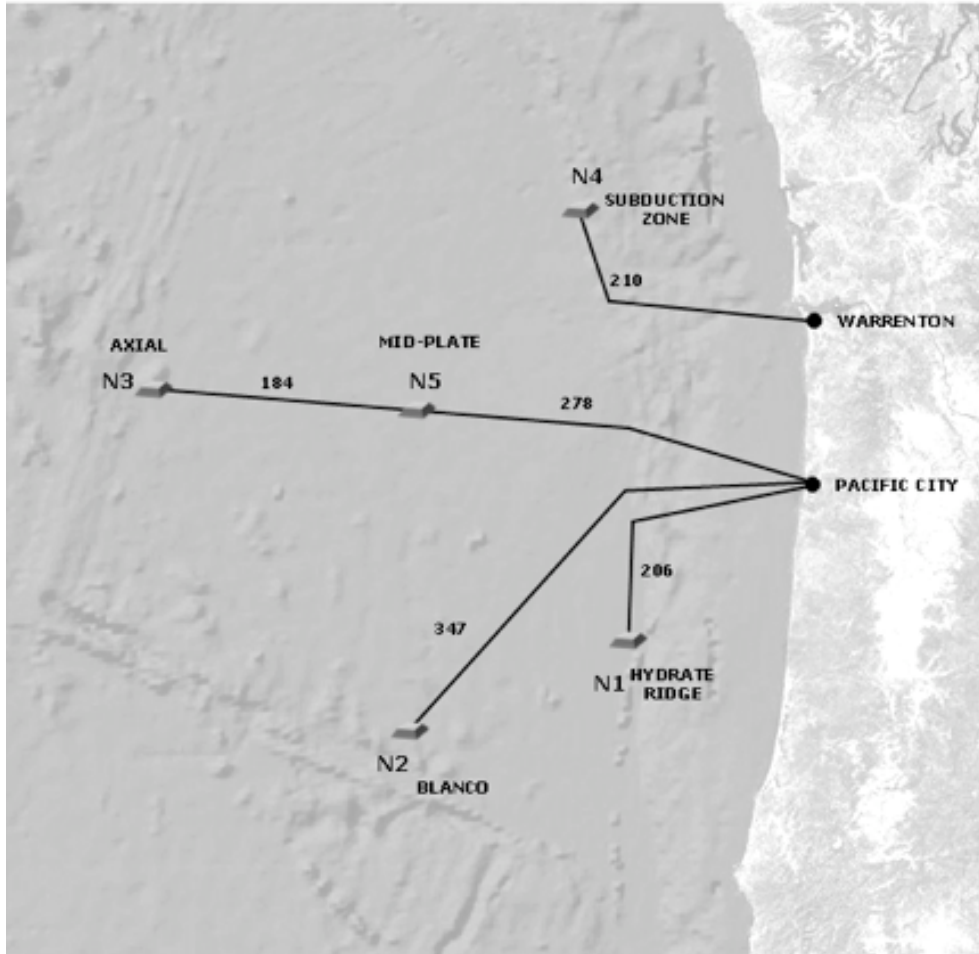 N4
SUBDUCTION
ZONE
210
WARRENTON
AXIAL
MID-PLATE
N3
184
N5
278
PACIFIC CITY
206
347
N1
HYDRATE
RIDGE
N2
BLANCO